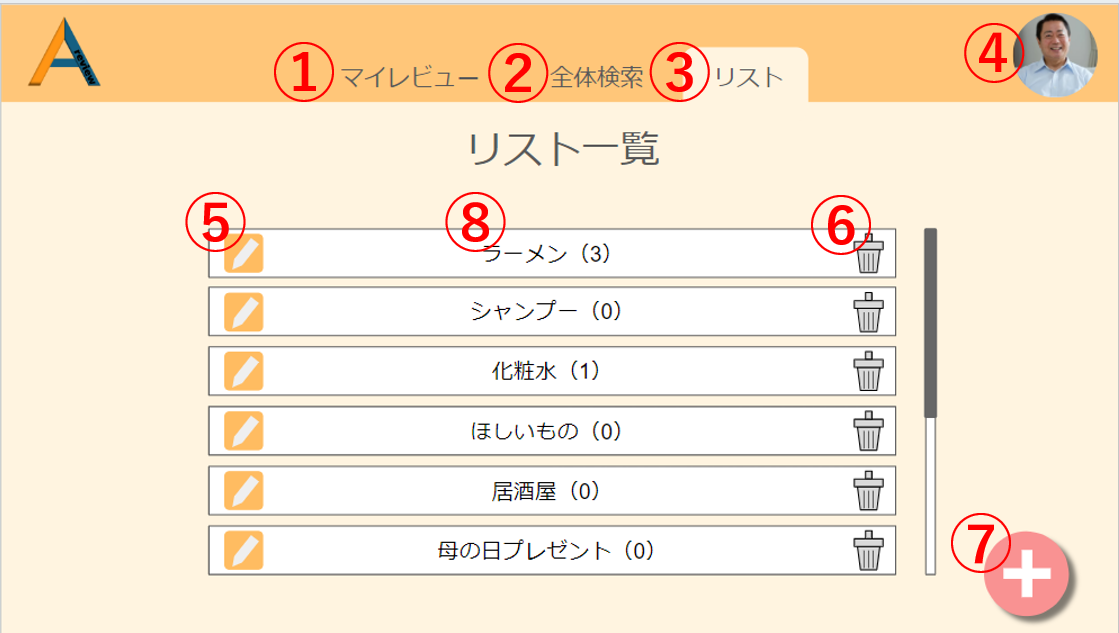 A review
① マイレビュー ② 全体検索 ③ リスト ④
リスト一覧
⑤ ⑧ ⑥
ラーメン（3）
シャンプー（0）
化粧水（1）
ほしいもの（0）
居酒屋（0）
母の日プレゼント（0）
⑦